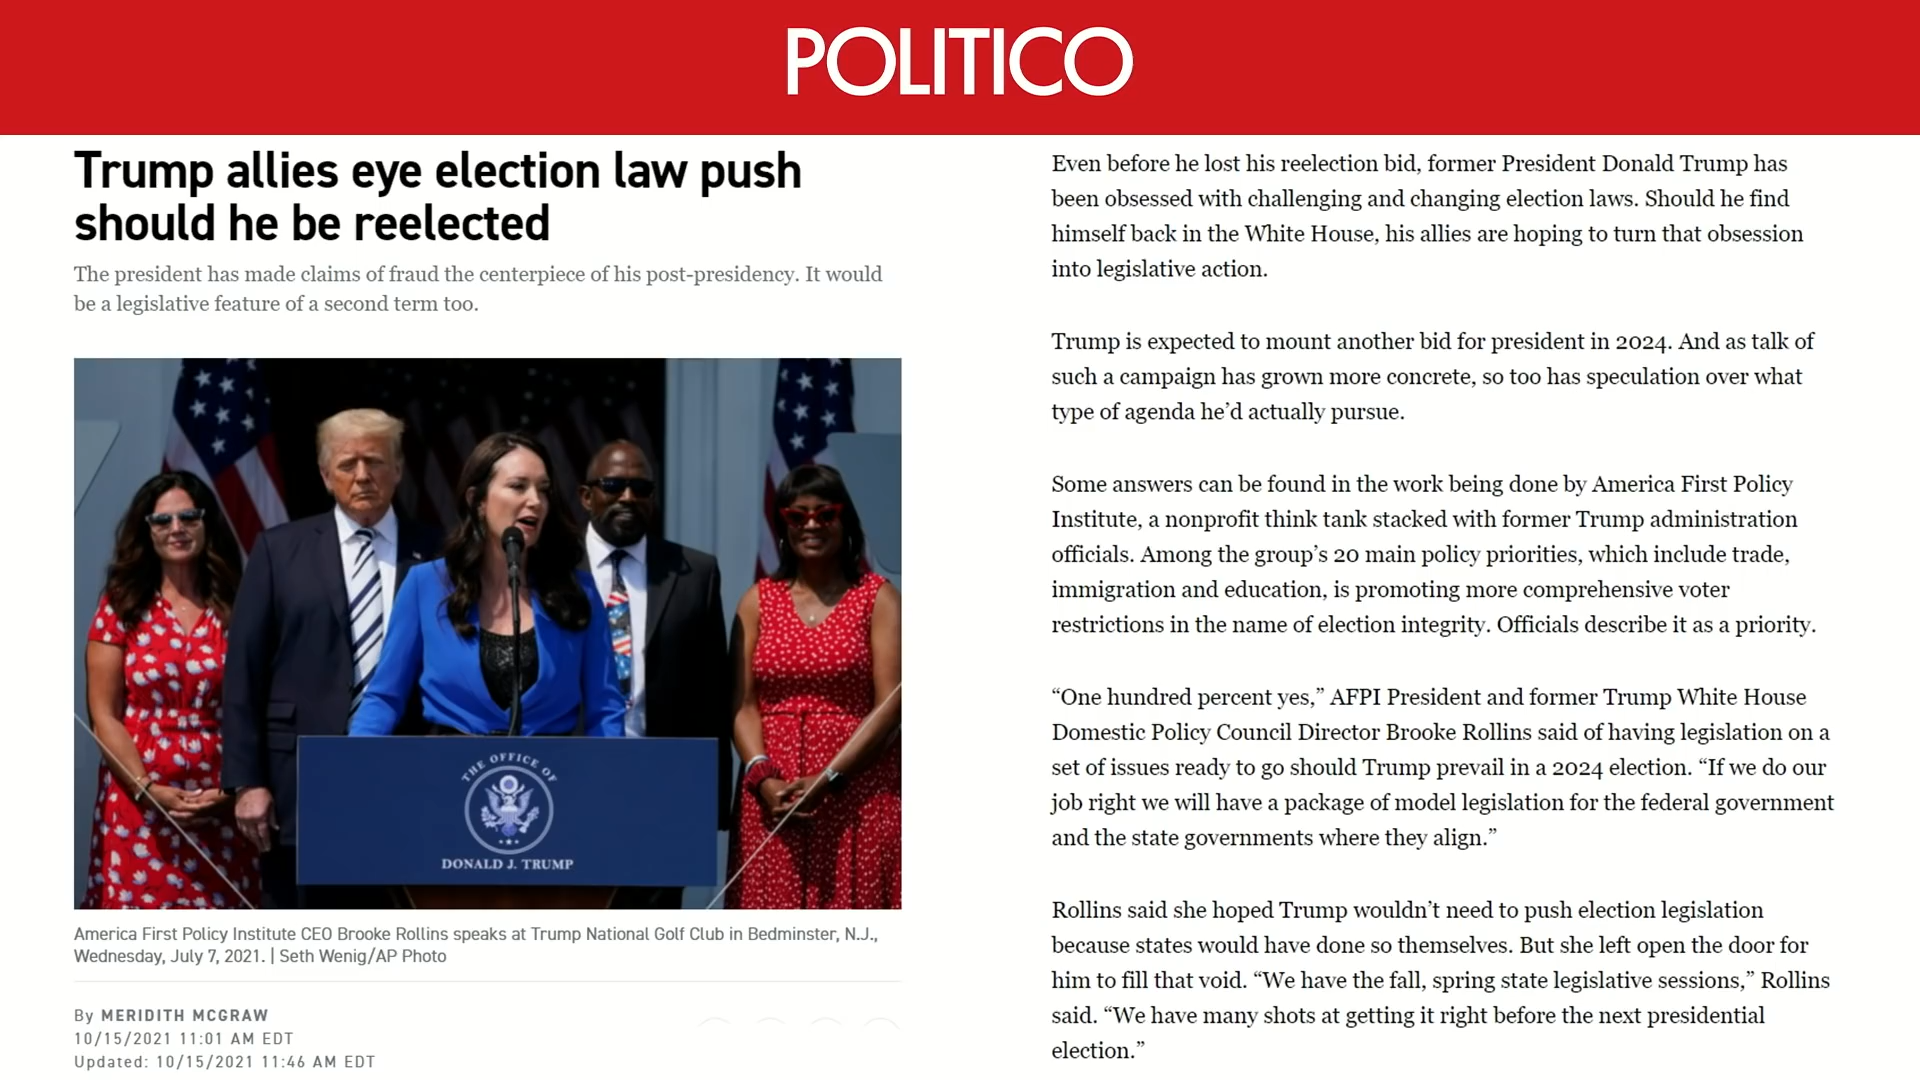 POLITICO
Trump allies eye election law push
should he be reelected
The president has made claims of fraud the centerpiece of his post-presidency. It would
be a legislative feature of a second term too.
THE OFFICE OF
DONALD J. TRUMP
America First Policy Institute CEO Brooke Rollins speaks at Trump National Golf Club in Bedminster, N.J.,
Wednesday, July 7, 2021. | Seth Wenig/AP Photo
By MERIDITH MCGRAW
10/15/2021 11:01 AM EDT
Updated: 10/15/2021 11:46 AM EDT
Even before he lost his reelection bid, former President Donald Trump has
been obsessed with challenging and changing election laws. Should he find
himself back in the White House, his allies are hoping to turn that obsession
into legislative action.
Trump is expected to mount another bid for president in 2024. And as talk of
such a campaign has grown more concrete, so too has speculation over what
type of agenda he’d actually pursue.
Some answers can be found in the work being done by America First Policy
Institute, a nonprofit think tank stacked with former Trump administration
officials. Among the group’s 20 main policy priorities, which include trade,
immigration and education, is promoting more comprehensive voter
restrictions in the name of election integrity. Officials describe it as a priority.
“One hundred percent yes,” AFPI President and former Trump White House
Domestic Policy Council Director Brooke Rollins said of having legislation on a
set of issues ready to go should Trump prevail in a 2024 election. “If we do our
job right we will have a package of model legislation for the federal government
and the state governments where they align.”
Rollins said she hoped Trump wouldn’t need to push election legislation
because states would have done so themselves. But she left open the door for
him to fill that void. “We have the fall, spring state legislative sessions,” Rollins
said. “We have many shots at getting it right before the next presidential
election.”